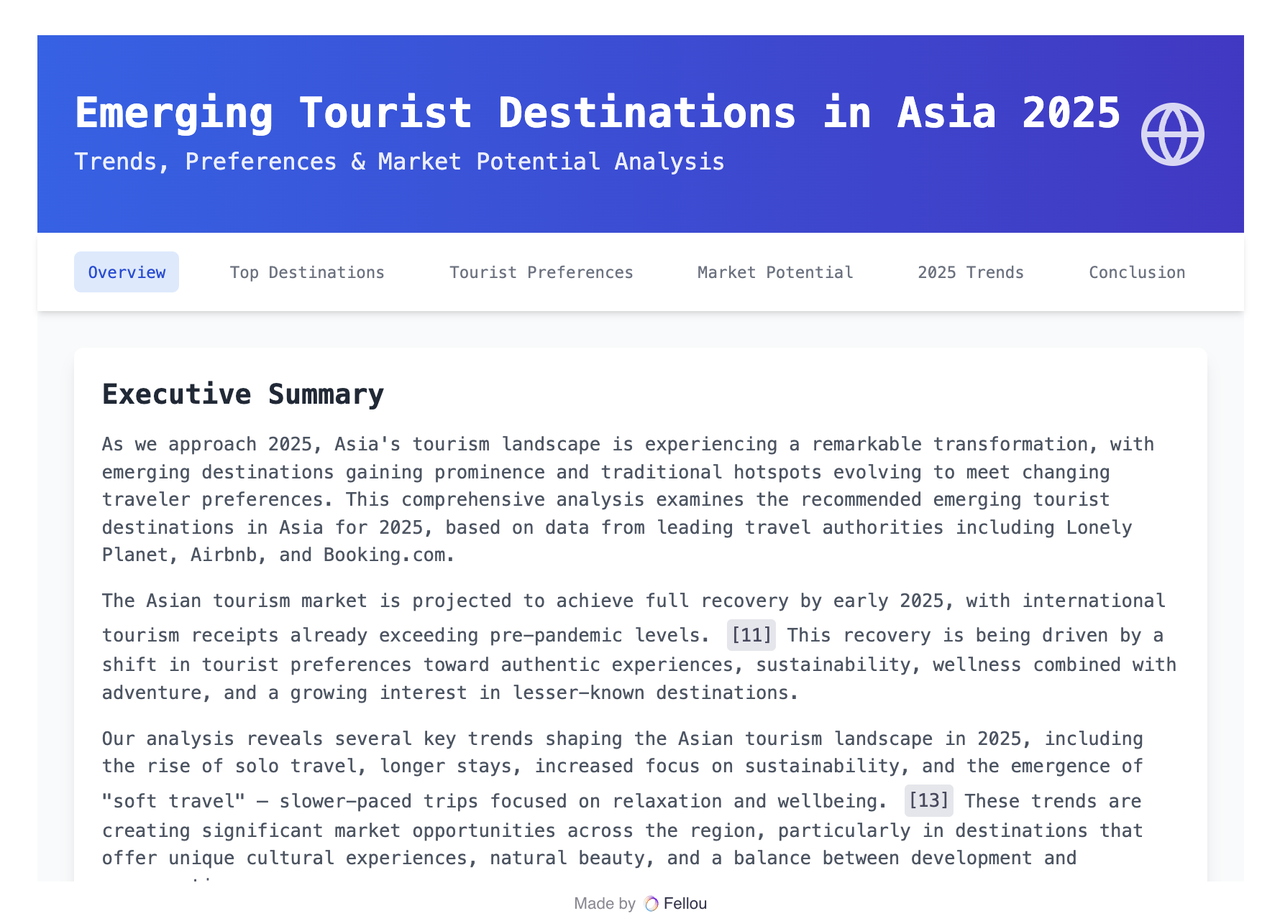 Emerging Tourist Destinations in Asia 2025
Trends, Preferences & Market Potential Analysis
Overview
Top Destinations
Tourist Preferences
Market Potential
2025 Trends
Conclusion
Executive Summary
As we approach 2025, Asia's tourism landscape is experiencing a remarkable transformation, with
emerging destinations gaining prominence and traditional hotspots evolving to meet changing
traveler preferences. This comprehensive analysis examines the recommended emerging tourist
destinations in Asia for 2025, based on data from leading travel authorities including Lonely
Planet, Airbnb, and Booking.com.
The Asian tourism market is projected to achieve full recovery by early 2025, with international
tourism receipts already exceeding pre-pandemic levels. [11] This recovery is being driven by a
shift in tourist preferences toward authentic experiences, sustainability, wellness combined with
adventure, and a growing interest in lesser-known destinations.
Our analysis reveals several key trends shaping the Asian tourism landscape in 2025, including
the rise of solo travel, longer stays, increased focus on sustainability, and the emergence of
"soft travel" — slower-paced trips focused on relaxation and wellbeing. [13] These trends are
creating significant market opportunities across the region, particularly in destinations that
offer unique cultural experiences, natural beauty, and a balance between development and
Made by Fellou